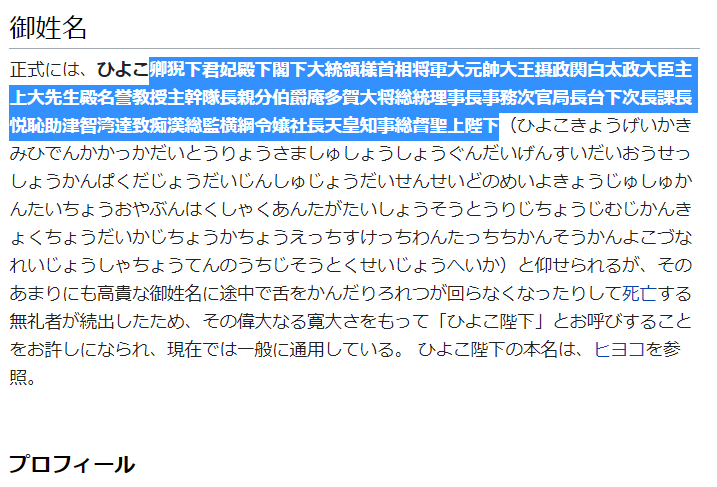 御姓名
正式には、ひよこ卿猊下君妃殿下閣下大統領様首相将軍大元帥大王摂政関白太政大臣主
上大先生殿名誉教授主幹隊長親分伯爵庵多賀大将総統理事長事務次官局長台下次長課長
悦恥助津智湾達致痴漢総監横綱令嬢社長天皇知事総督聖上陛下（ひよこきょうげいかき
みひでんかかっかだいとうりょうさましゅしょうしょうぐんだいげんすいだいおうせっ
しょうかんぱくだじょうだいじんしゅじょうだいせんせいどのめいよきょうじゅしゅか
んたいちょうおやぶんはくしゃくあんたがたいしょうそうとうりじちょうじむじかんき
ょくちょうだいかじちょうかちょうえっちすけっちわんたっちちかんそうかんよこづな
れいじょうしゃちょうてんのうちじそうとくせいじょうへいか）と仰せられるが、その
あまりにも高貴な御姓名に途中で舌をかんだりろれつが回らなくなったりして死亡する
無礼者が続出したため、その偉大なる寛大さをもって「ひよこ陛下」とお呼びすること
をお許しになられ、現在では一般に通用している。 ひよこ陛下の本名は、ヒヨコを参
照。
プロフィール